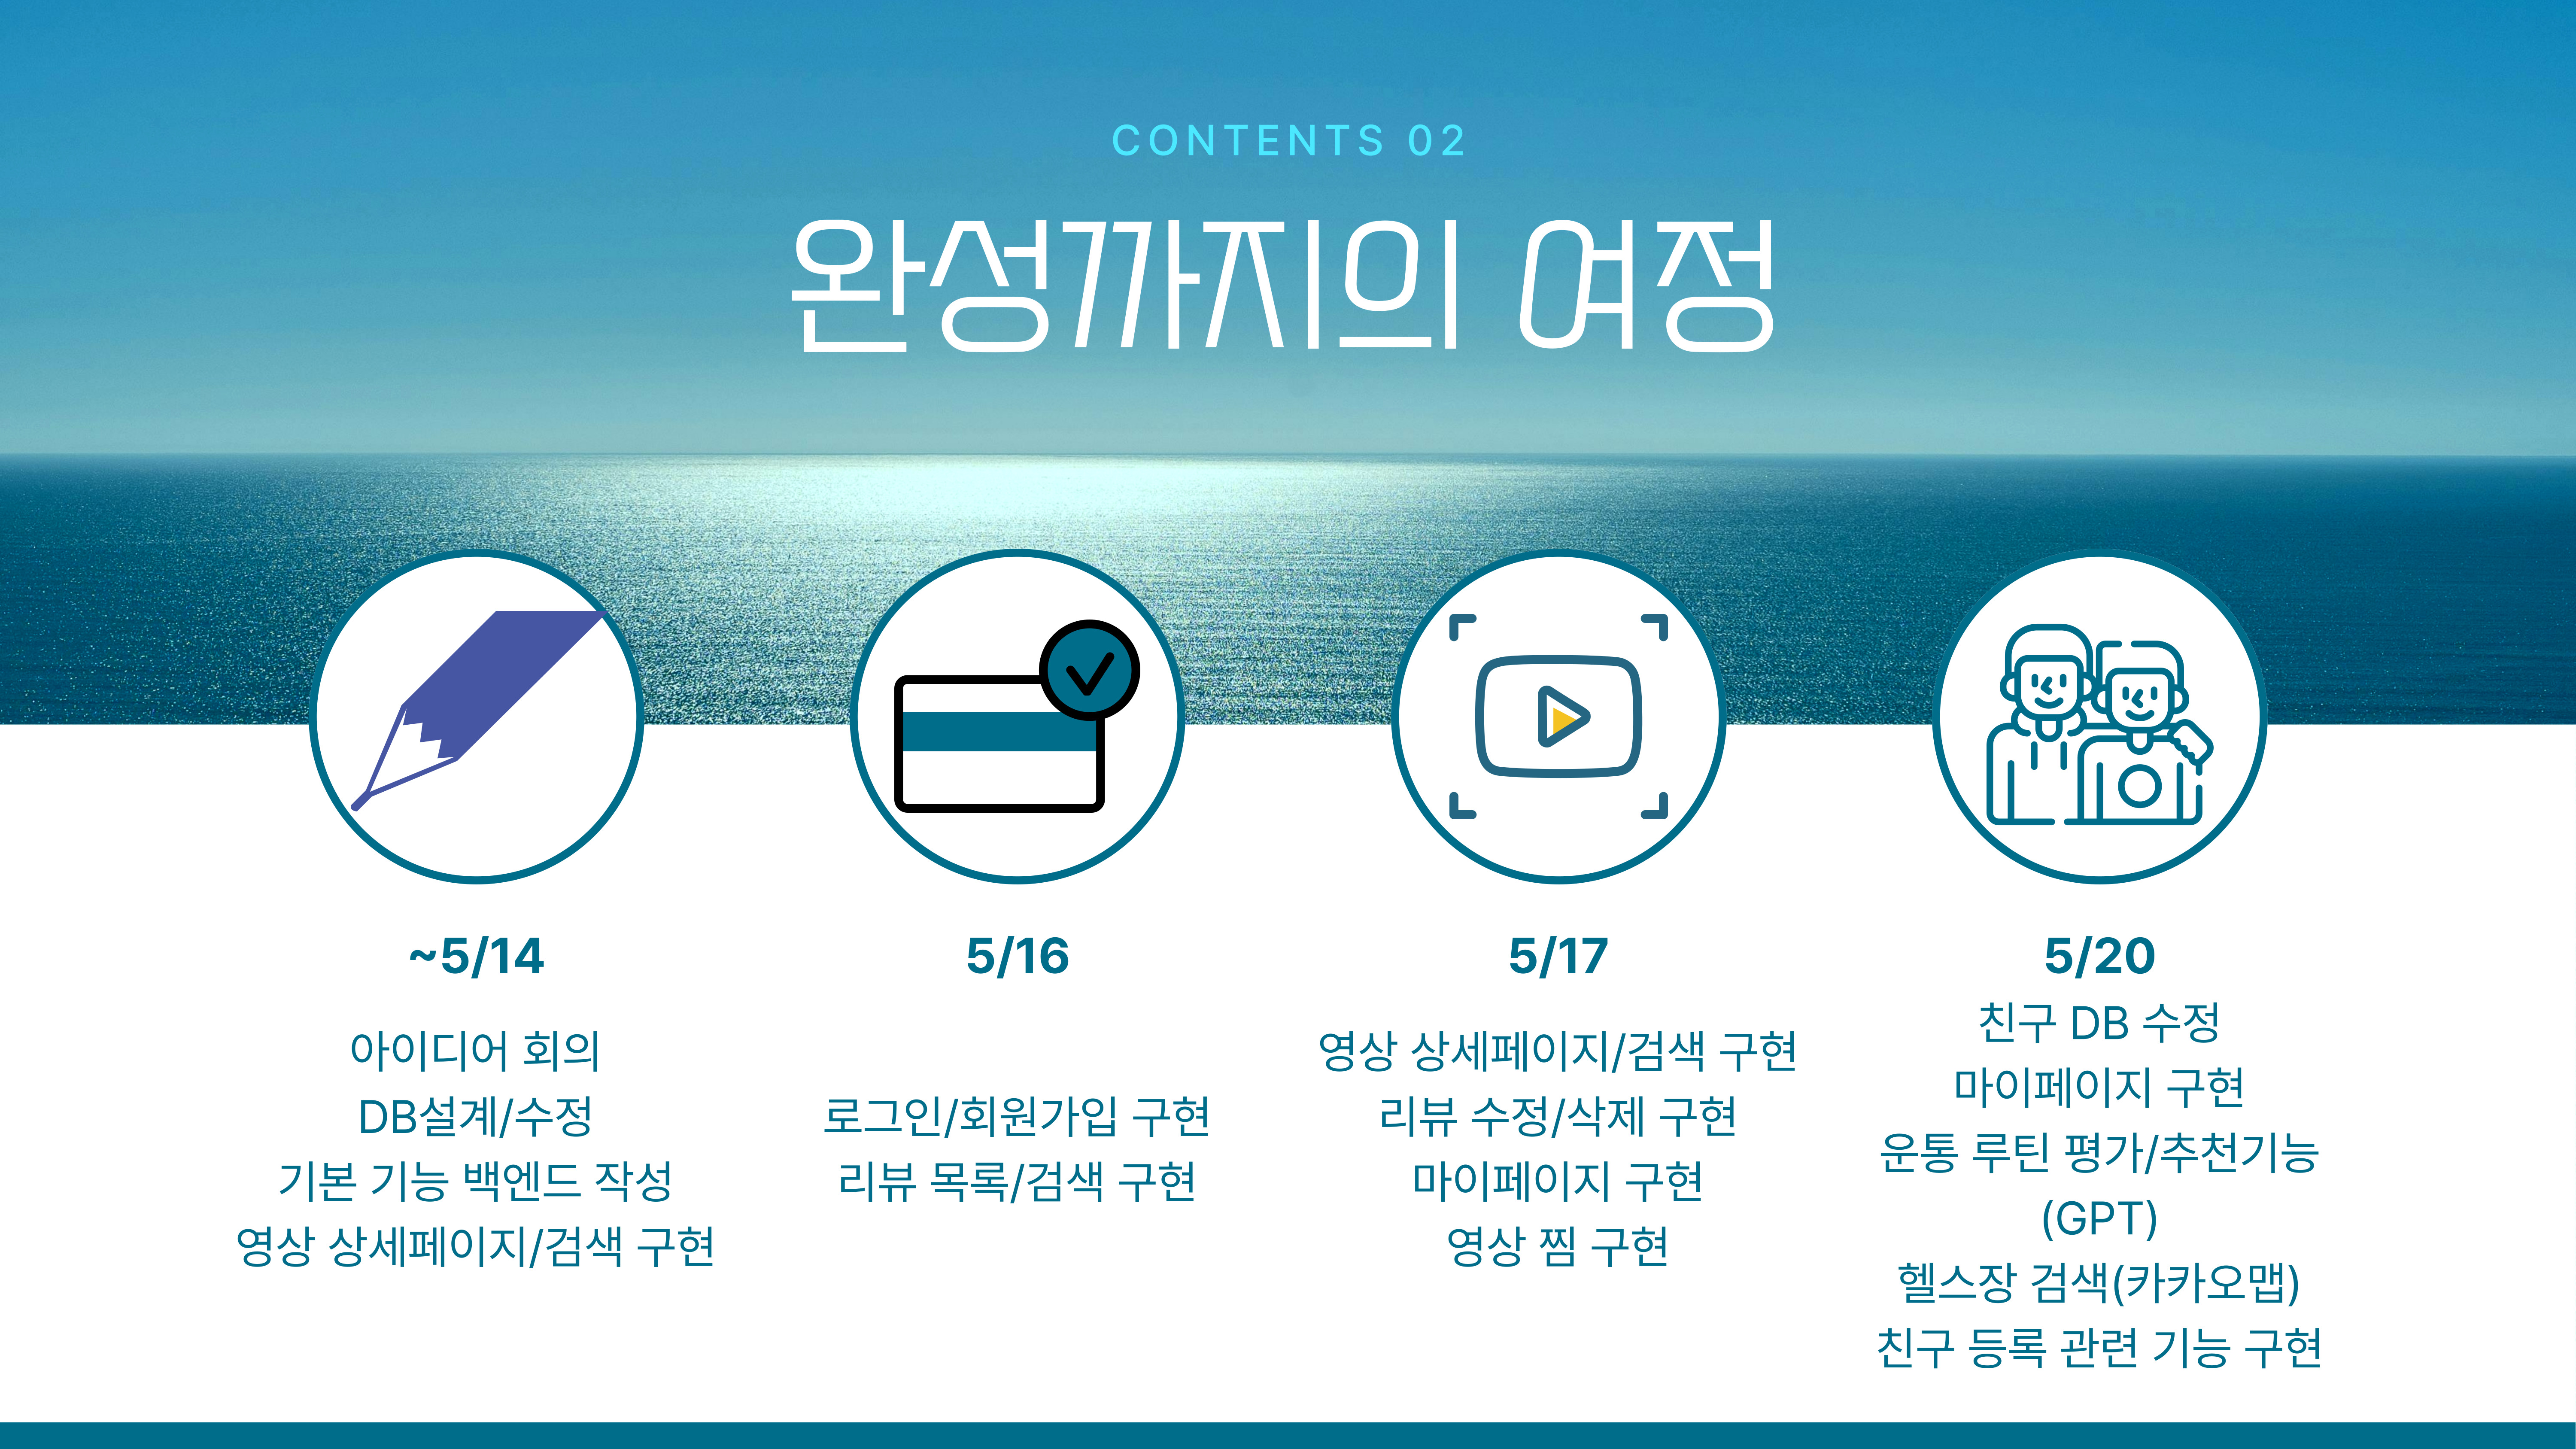 CONTENTS 02
완성까지의 여정
~5/14
아이디어 회의
DB설계/수정
기본 기능 백엔드 작성
영상 상세페이지/검색 구현
5/16
로그인/회원가입 구현
리뷰 목록/검색 구현
5/17
영상 상세페이지/검색 구현
리뷰 수정/삭제 구현
마이페이지 구현
영상 찜 구현
5/20
친구 DB 수정
마이페이지 구현
운통 루틴 평가/추천기능
(GPT)
헬스장 검색(카카오맵)
친구 등록 관련 기능 구현